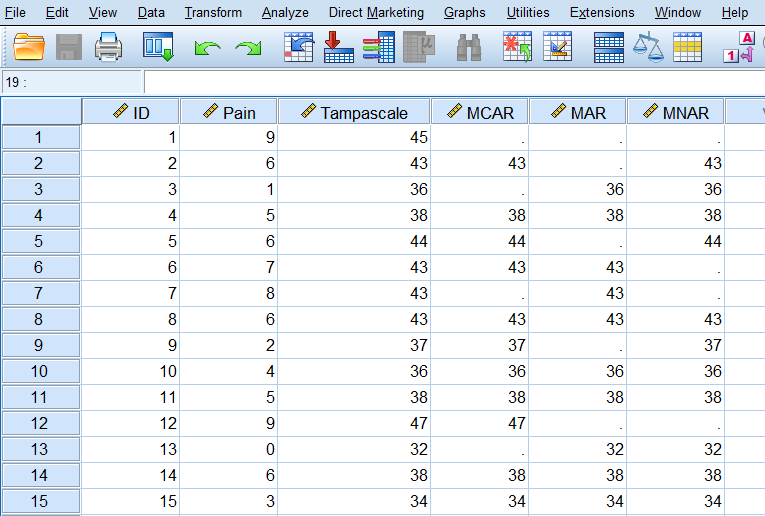 File Edit View Data Transform Analyze Direct Marketing Graphs Utilities Extensions Window Help
A
1
μ
19 :
ID Pain Tampascale MCAR MAR MNAR
1 1 9 45 . . .
2 2 6 43 43 . 43
3 3 1 36 . 36 36
4 4 5 38 38 38 38
5 5 6 44 44 . 44
6 6 7 43 43 43 .
7 7 8 43 . 43 .
8 8 6 43 43 43 43
9 9 2 37 37 . 37
10 10 4 36 36 36 36
11 11 5 38 38 38 38
12 12 9 47 47 . .
13 13 0 32 . 32 32
14 14 6 38 38 38 38
15 15 3 34 34 34 34